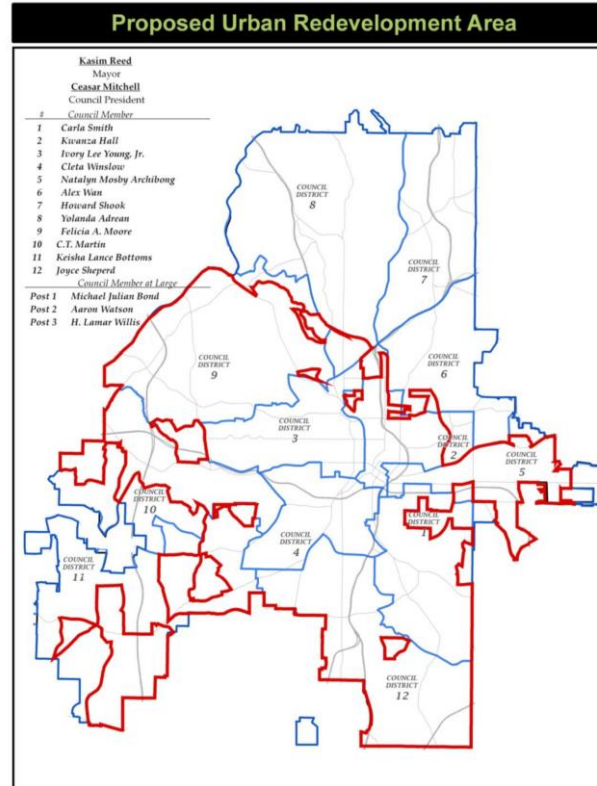 Proposed Urban Redevelopment Area
Kasim Reed
Mayor
Ceasar Mitchell
Council President
# Council Member
1 Carla Smith
2 Kwanza Hall
3 Ivory Lee Young, Jr.
4 Cleta Winslow
5 Natalyn Mosby Archibong
6 Alex Wan
7 Howard Shook
8 Yolanda Adrean
9 Felicia A. Moore
10 C.T. Martin
11 Keisha Lance Bottoms
12 Joyce Sheperd
Council Member at Large
Post 1 Michael Julian Bond
Post 2 Aaron Watson
Post 3 H. Lamar Willis
COUNCIL
DISTRICT
8
COUNCIL
DISTRICT
7
COUNCIL
DISTRICT
9
COUNCIL
DISTRICT
6
COUNCIL
DISTRICT
3
COUNCIL
DISTRICT
2
COUNCIL
DISTRICT
5
COUNCIL
DISTRICT
10
COUNCIL
DISTRICT
1
COUNCIL
DISTRICT
4
COUNCIL
DISTRICT
11
COUNCIL
DISTRICT
12